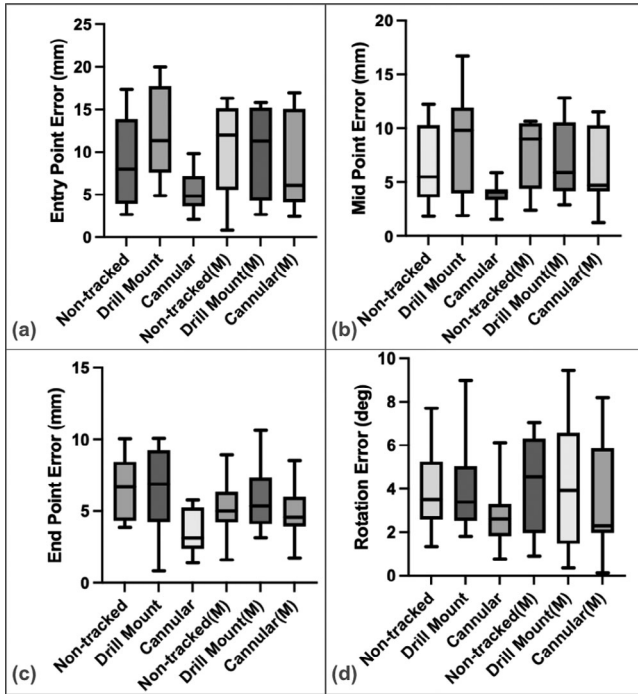 Entry Point Error (mm)
25
20
15
10
5
0
Non-tracked
Drill Mount
Cannular
Non-tracked(M)
Drill Mount(M)
Cannular(M)
(a)
Mid Point Error (mm)
20
15
10
5
0
Non-tracked
Drill Mount
Cannular
Non-tracked(M)
Drill Mount(M)
Cannular(M)
(b)
End Point Error (mm)
15
10
5
0
Non-tracked
Drill Mount
Cannular
Non-tracked(M)
Drill Mount(M)
Cannular(M)
(c)
Rotation Error (deg)
10
8
6
4
2
0
Non-tracked
Drill Mount
Cannular
Non-tracked(M)
Drill Mount(M)
Cannular(M)
(d)